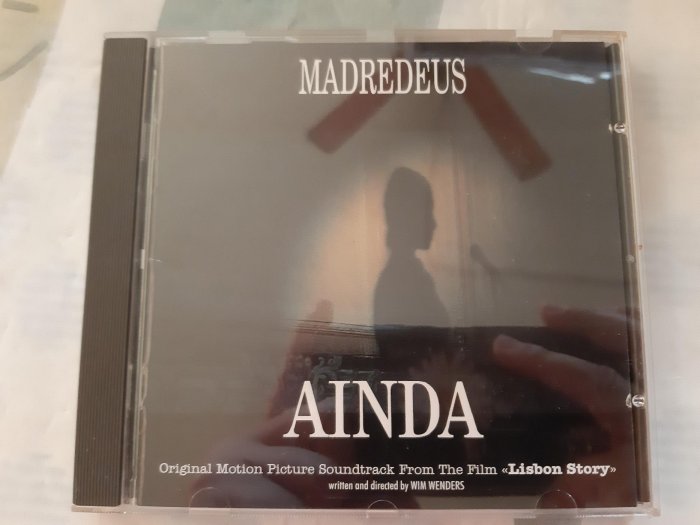 MADREDEUS
AINDA
Original Motion Picture Soundtrack From The Film «Lisbon Story»
written and directed by WIM WENDERS